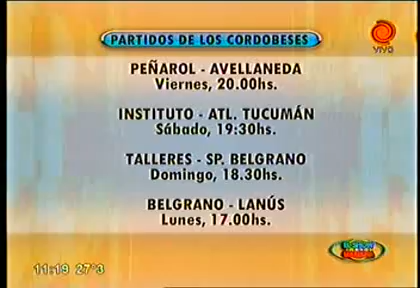 PARTIDOS DE LOS CORDOBESES
VIVO
PEÑAROL - AVELLANEDA
Viernes, 20.00hs.
INSTITUTO - ATL. TUCUMÁN
Sábado, 19:30hs.
TALLERES - SP. BELGRANO
Domingo, 18.30hs.
BELGRANO - LANÚS
Lunes, 17.00hs.
11:19 27°3